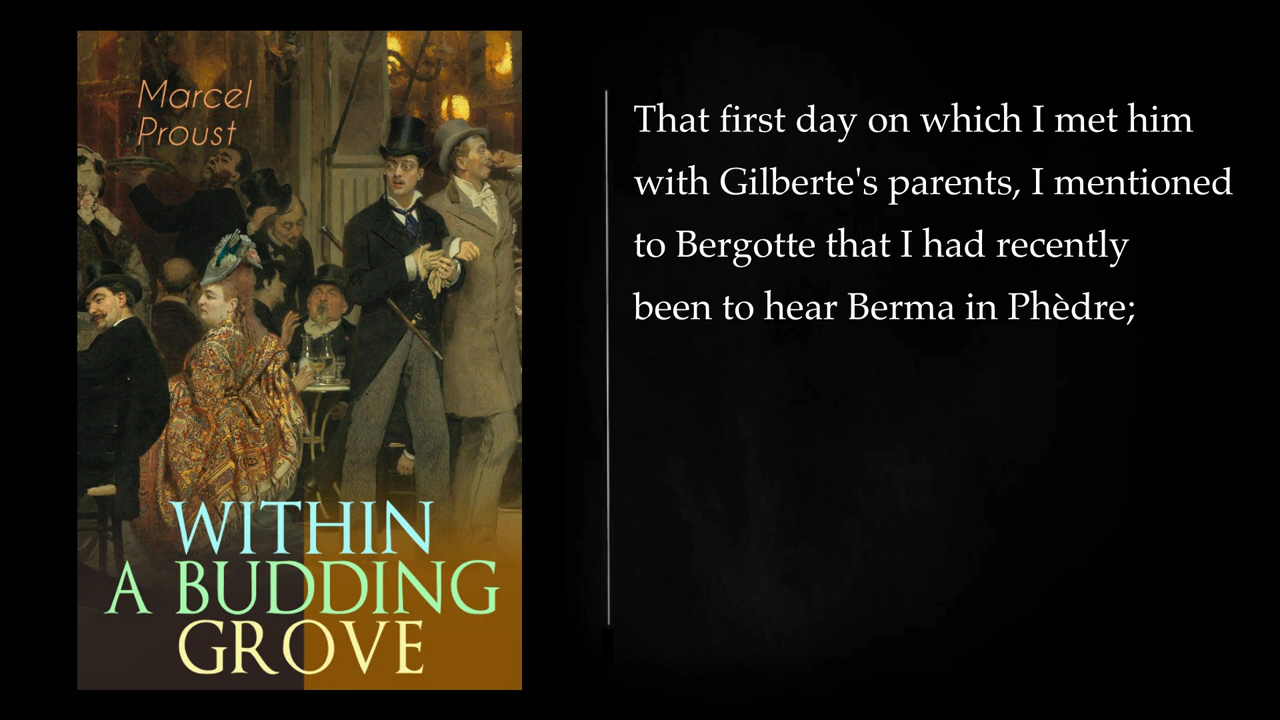 Marcel
Proust
WITHIN
A BUDDING
GROVE
That first day on which I met him
with Gilberte's parents, I mentioned
to Bergotte that I had recently
been to hear Berma in Phèdre;